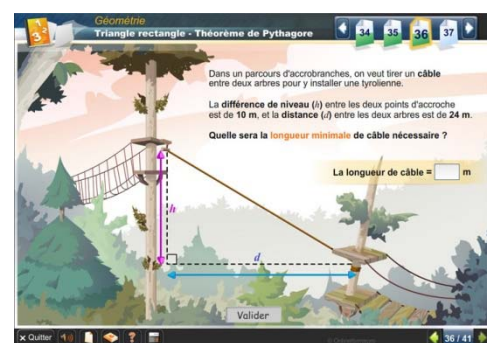 Géométrie
Triangle rectangle - Théorème de Pythagore
34 35 36 37
Dans un parcours d'accrobranches, on veut tirer un câble
entre deux arbres pour y installer une tyrolienne.
La différence de niveau (h) entre les deux points d'accroche
est de 10 m, et la distance (d) entre les deux arbres est de 24 m.
Quelle sera la longueur minimale de câble nécessaire ?
La longueur de câble = m
h
d
Valider
x Quitter ? 36 / 41